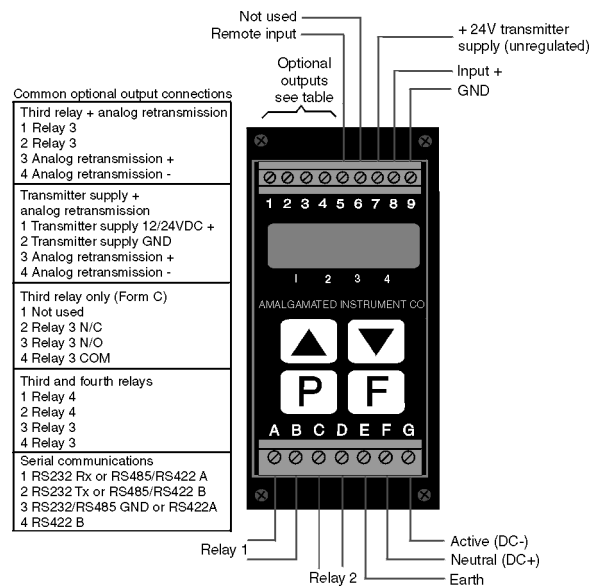 Not used
Remote input
+ 24V transmitter
supply (unregulated)
Input +
GND
Optional
outputs
see table
Common optional output connections
Third relay + analog retransmission
1 Relay 3
2 Relay 3
3 Analog retransmission +
4 Analog retransmission -
Transmitter supply +
analog retransmission
1 Transmitter supply 12/24VDC +
2 Transmitter supply GND
3 Analog retransmission +
4 Analog retransmission -
Third relay only (Form C)
1 Not used
2 Relay 3 N/C
3 Relay 3 N/O
4 Relay 3 COM
Third and fourth relays
1 Relay 4
2 Relay 4
3 Relay 3
4 Relay 3
Serial communications
1 RS232 Rx or RS485/RS422 A
2 RS232 Tx or RS485/RS422 B
3 RS232/RS485 GND or RS422A
4 RS422 B
1 2 3 4 5 6 7 8 9
1 2 3 4
AMALGAMATED INSTRUMENT CO
P F
A B C D E F G
Relay 1
Relay 2
Active (DC-)
Neutral (DC+)
Earth